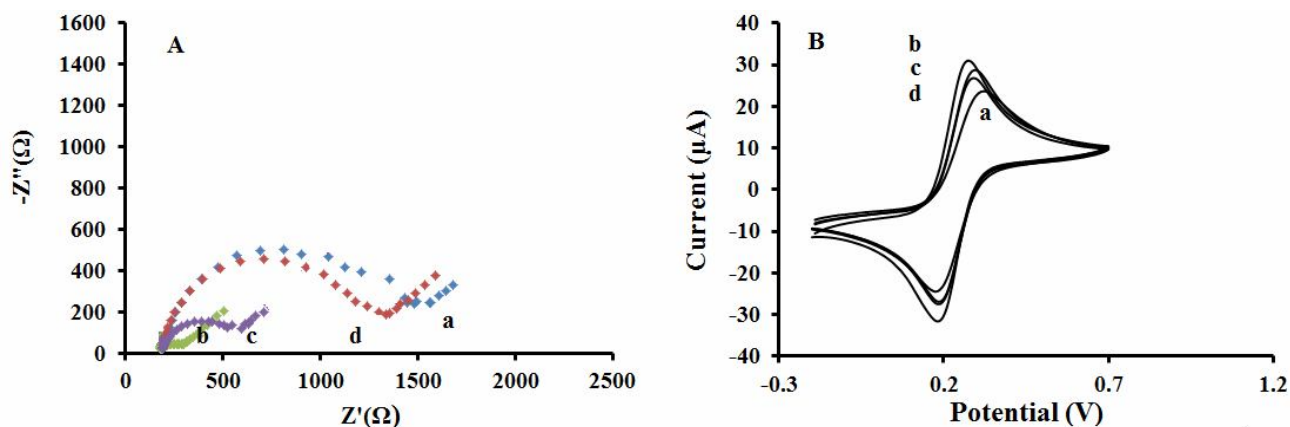 A
1600
1400
1200
1000
800
600
400
200
0
-Z"(Ω)
b
c
d
a
0
500
1000
1500
2000
2500
Z'(Ω)
B
40
30
20
10
0
-10
-20
-30
-40
Current (µA)
b
c
d
a
-0.3
0.2
0.7
1.2
Potential (V)